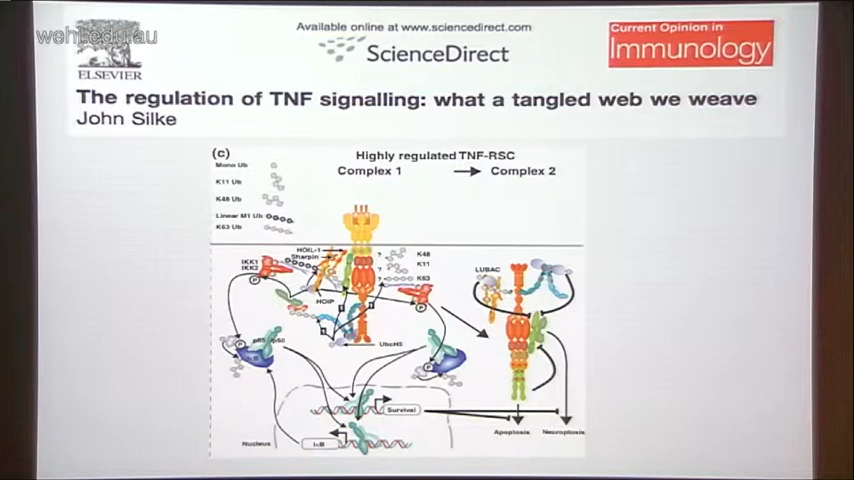 wehi.edu.au
Available online at www.sciencedirect.com
ScienceDirect
ELSEVIER
Current Opinion in
Immunology
The regulation of TNF signalling: what a tangled web we weave
John Silke
(c)
Highly regulated TNF-RSC
Complex 1
Complex 2
Mono Ub
K11 Ub
K48 Ub
Linear M1 Ub
K63 Ub
HOIL-1
Sharpin
IKK1
IKK2
P
HOIP
?
K48
?
K11
?
K63
P
LUBAC
P
p65
p50
IκB
UbcH5
P
Survival
Nucleus
IκB
Apoptosis
Necroptosis